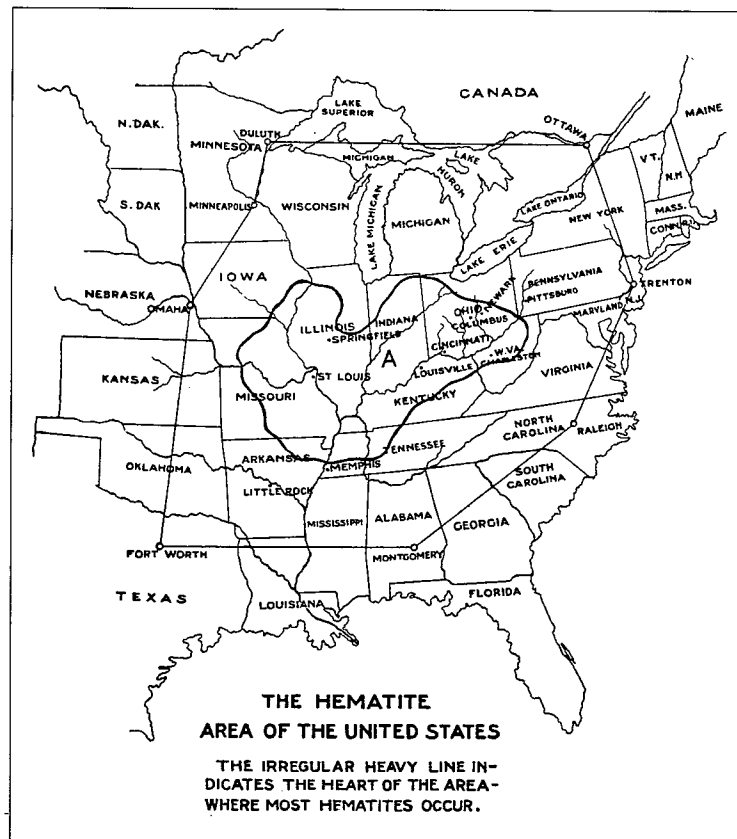 CANADA
MAINE
LAKE
SUPERIOR
N. DAK.
MINNESOTA
DULUTH
OTTAWA
MICHIGAN
LAKE
HURON
VT.
N.H
S. DAK
MINNEAPOLIS
WISCONSIN
LAKE MICHIGAN
MICHIGAN
LAKE ONTARIO
NEW YORK
MASS.
CONN.
R.I.
LAKE ERIE
IOWA
NEBRASKA
OMAHA
ILLINOIS
SPRINGFIELD
INDIANA
OHIO
NEWARK
COLUMBUS
PENNSYLVANIA
PITTSBURG
TRENTON
MARYLAND
N.J.
A
CINCINNATI
W.VA.
CHARLESTON
KANSAS
MISSOURI
ST LOUIS
LOUISVILLE
VIRGINIA
KENTUCKY
NORTH
CAROLINA
RALEIGH
OKLAHOMA
ARKANSAS
TENNESSEE
MEMPHIS
SOUTH
CAROLINA
LITTLE ROCK
MISSISSIPPI
ALABAMA
GEORGIA
FORT WORTH
MONTGOMERY
TEXAS
LOUISIANA
FLORIDA
THE HEMATITE
AREA OF THE UNITED STATES
THE IRREGULAR HEAVY LINE IN-
DICATES THE HEART OF THE AREA-
WHERE MOST HEMATITES OCCUR.